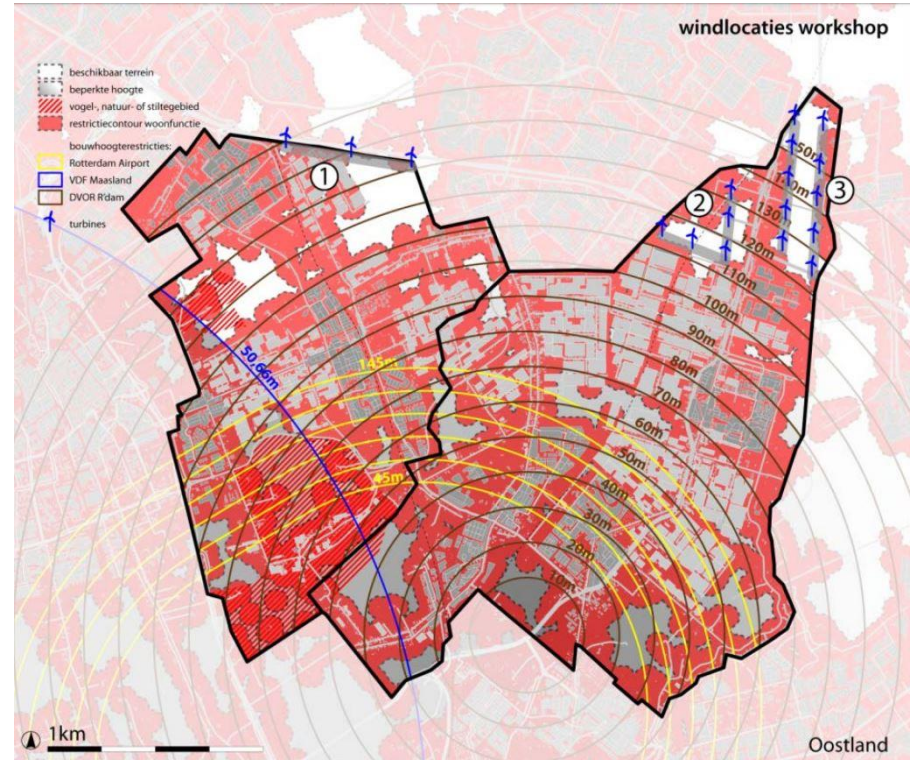 windlocaties workshop
beschikbaar terrein
beperkte hoogte
vogel-, natuur- of stiltegebied
restrictiecontour woonfunctie
bouwhoogterestricties:
Rotterdam Airport
VDF Maasland
DVOR R'dam
turbines
1
2
3
150m
140m
130m
120m
110m
100m
90m
80m
70m
60m
50m
40m
30m
20m
10m
50.66m
145m
45m
1km
Oostland